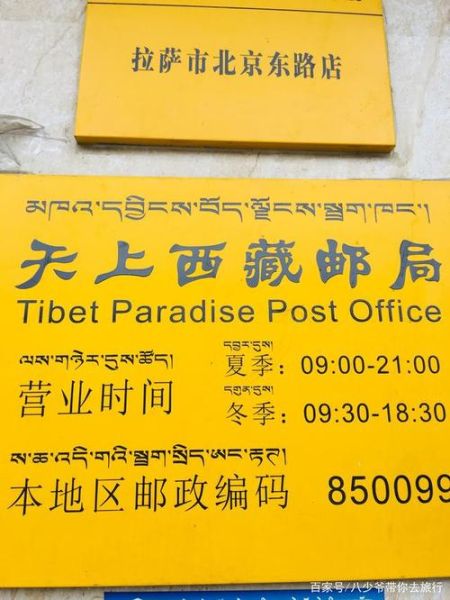 拉萨市北京东路店
མཁའ་དབྱིངས་བོད་ལྗོངས་སྦྲག་ཁང་།
天上西藏邮局
Tibet Paradise Post Office
ལས་གཉེར་དུས་ཚོད།
营业时间
དབྱར་དུས།
夏季：09:00-21:00
དགུན་དུས།
冬季：09:30-18:30
ས་ཆ་འདི་གའི་སྦྲག་སྲིད་ཨང་རྟགས།
本地区邮政编码 850099
百家号/八少爷带你去旅行